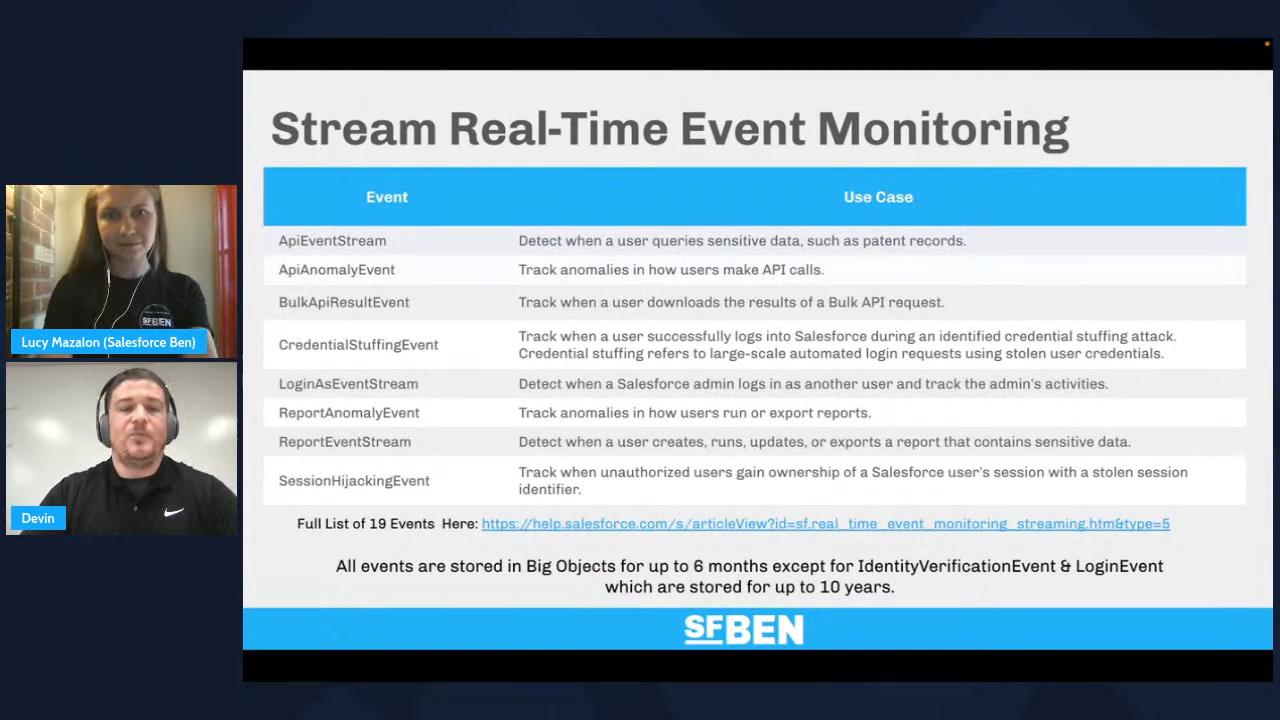 Stream Real-Time Event Monitoring
Event Use Case
ApiEventStream Detect when a user queries sensitive data, such as patent records.
ApiAnomalyEvent Track anomalies in how users make API calls.
BulkApiResultEvent Track when a user downloads the results of a Bulk API request.
CredentialStuffingEvent Track when a user successfully logs into Salesforce during an identified credential stuffing attack.
Credential stuffing refers to large-scale automated login requests using stolen user credentials.
LoginAsEventStream Detect when a Salesforce admin logs in as another user and track the admin's activities.
ReportAnomalyEvent Track anomalies in how users run or export reports.
ReportEventStream Detect when a user creates, runs, updates, or exports a report that contains sensitive data.
SessionHijackingEvent Track when unauthorized users gain ownership of a Salesforce user's session with a stolen session
identifier.
Full List of 19 Events Here: https://help.salesforce.com/s/articleView?id=sf.real_time_event_monitoring_streaming.htm&type=5
All events are stored in Big Objects for up to 6 months except for IdentityVerificationEvent & LoginEvent
which are stored for up to 10 years.
SFBEN
SFBEN
Lucy Mazalon (Salesforce Ben)
Devin